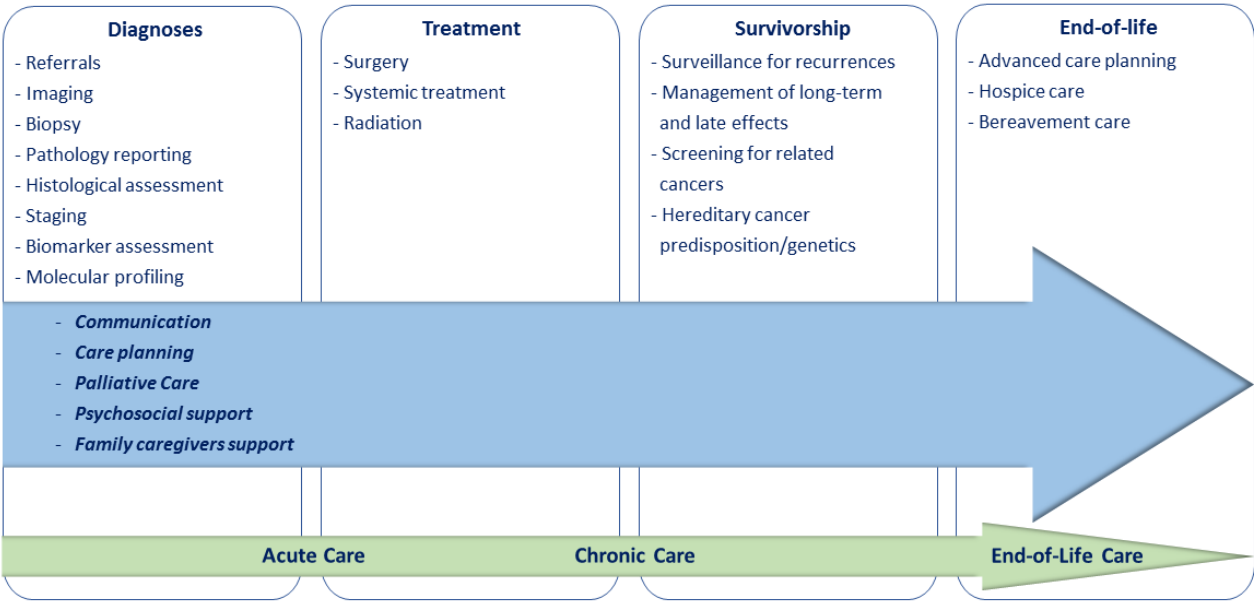 Diagnoses
- Referrals
- Imaging
- Biopsy
- Pathology reporting
- Histological assessment
- Staging
- Biomarker assessment
- Molecular profiling
Treatment
- Surgery
- Systemic treatment
- Radiation
Survivorship
- Surveillance for recurrences
- Management of long-term
and late effects
- Screening for related
cancers
- Hereditary cancer
predisposition/genetics
End-of-life
- Advanced care planning
- Hospice care
- Bereavement care
- Communication
- Care planning
- Palliative Care
- Psychosocial support
- Family caregivers support
Acute Care
Chronic Care
End-of-Life Care